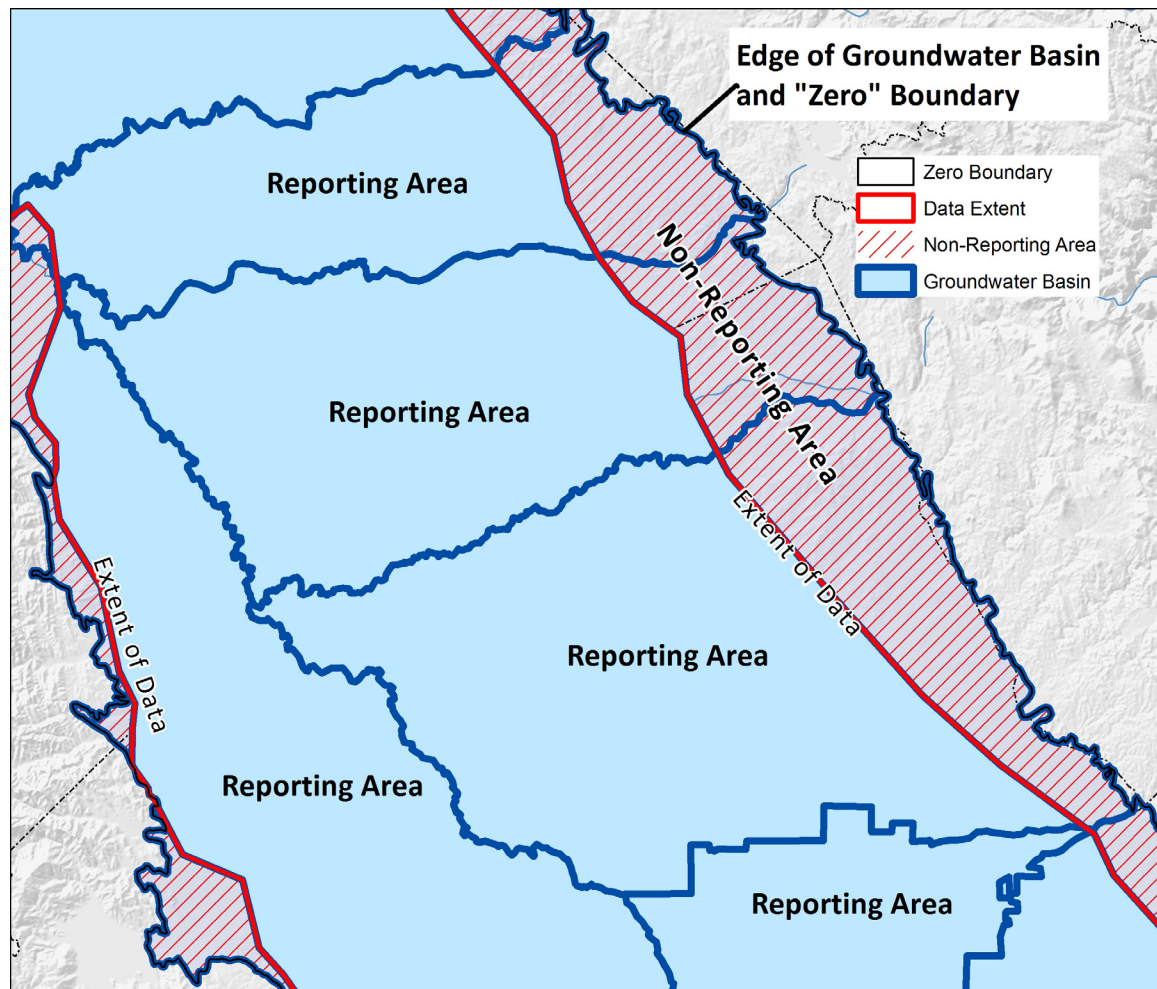 Edge of Groundwater Basin
and "Zero" Boundary
Zero Boundary
Data Extent
Non-Reporting Area
Groundwater Basin
Reporting Area
Non-Reporting Area
Reporting Area
Extent of Data
Extent of Data
Reporting Area
Reporting Area
Reporting Area